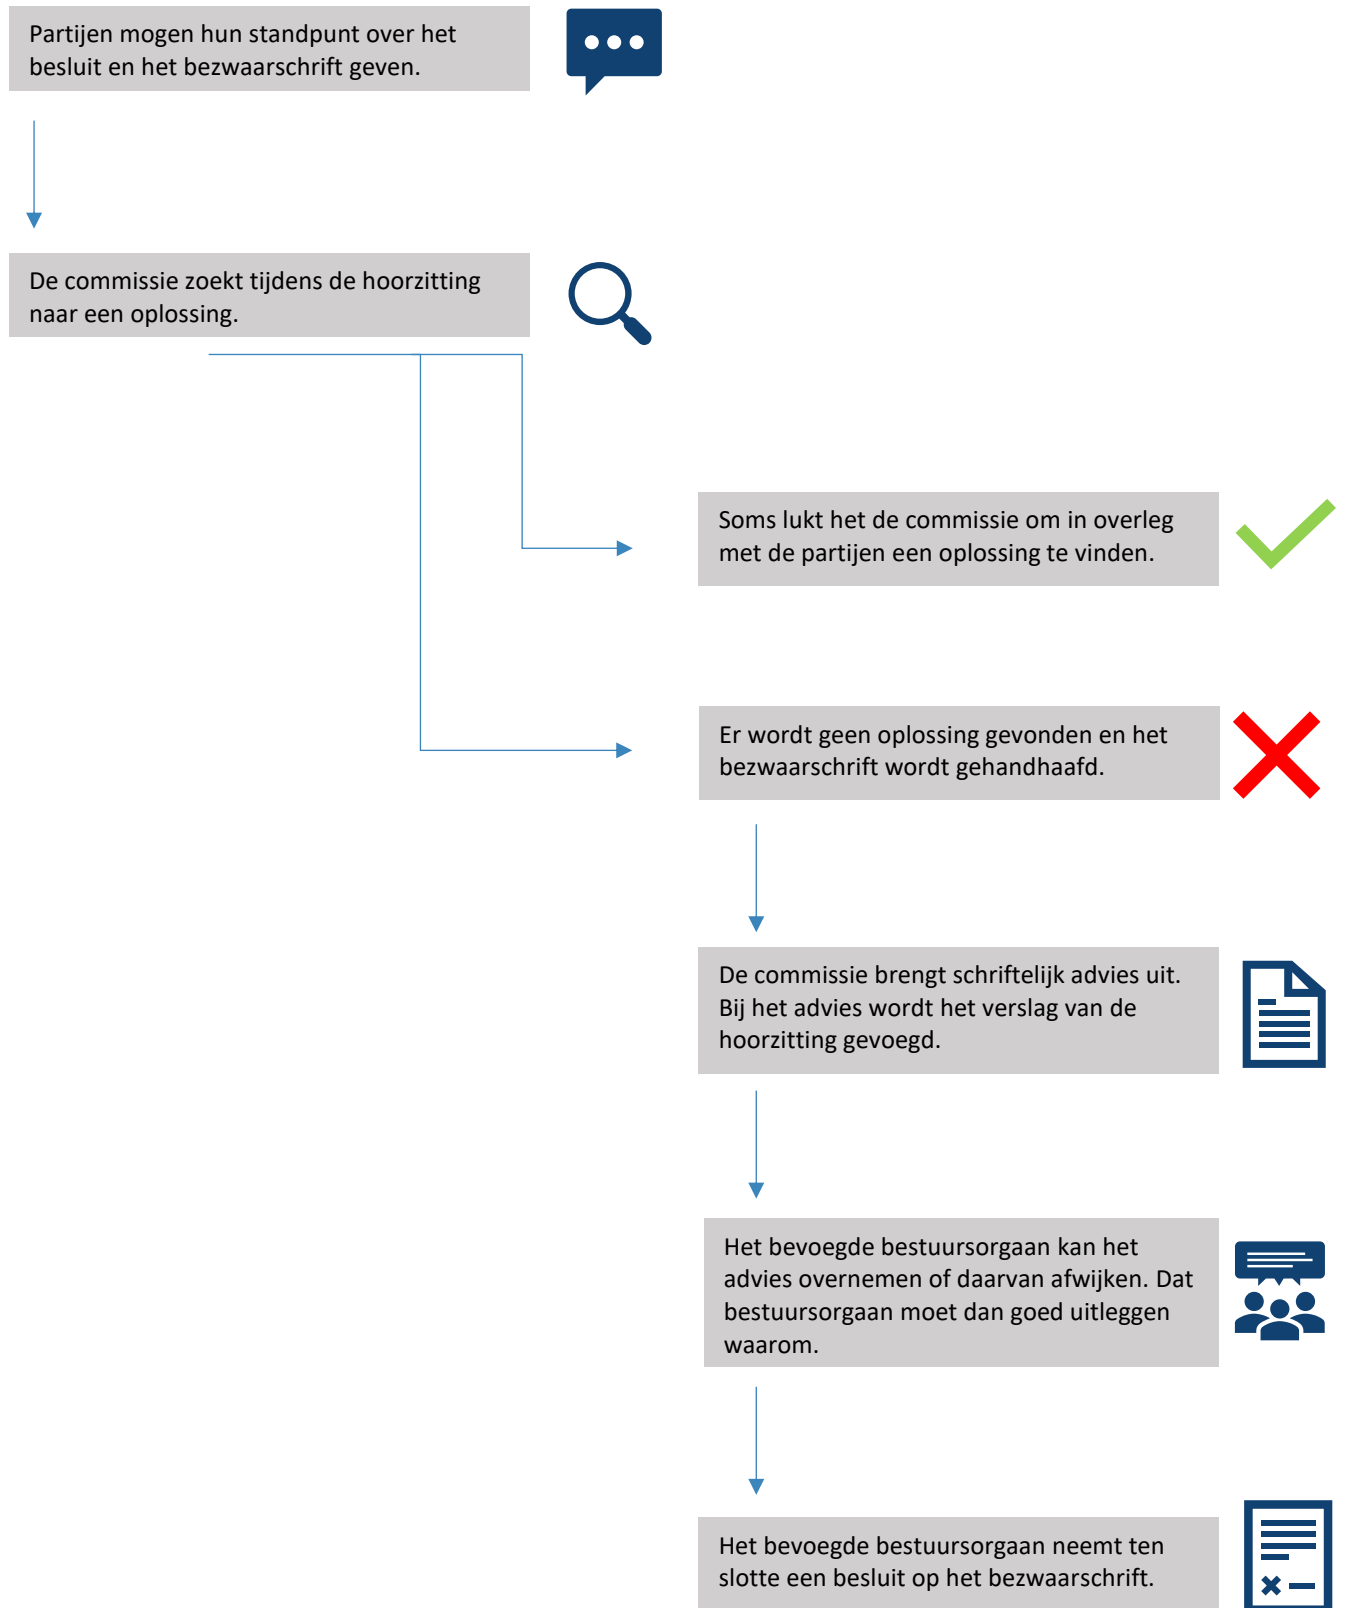 Partijen mogen hun standpunt over het
besluit en het bezwaarschrift geven.
De commissie zoekt tijdens de hoorzitting
naar een oplossing.
Soms lukt het de commissie om in overleg
met de partijen een oplossing te vinden.
Er wordt geen oplossing gevonden en het
bezwaarschrift wordt gehandhaafd.
De commissie brengt schriftelijk advies uit.
Bij het advies wordt het verslag van de
hoorzitting gevoegd.
Het bevoegde bestuursorgaan kan het
advies overnemen of daarvan afwijken. Dat
bestuursorgaan moet dan goed uitleggen
waarom.
Het bevoegde bestuursorgaan neemt ten
slotte een besluit op het bezwaarschrift.